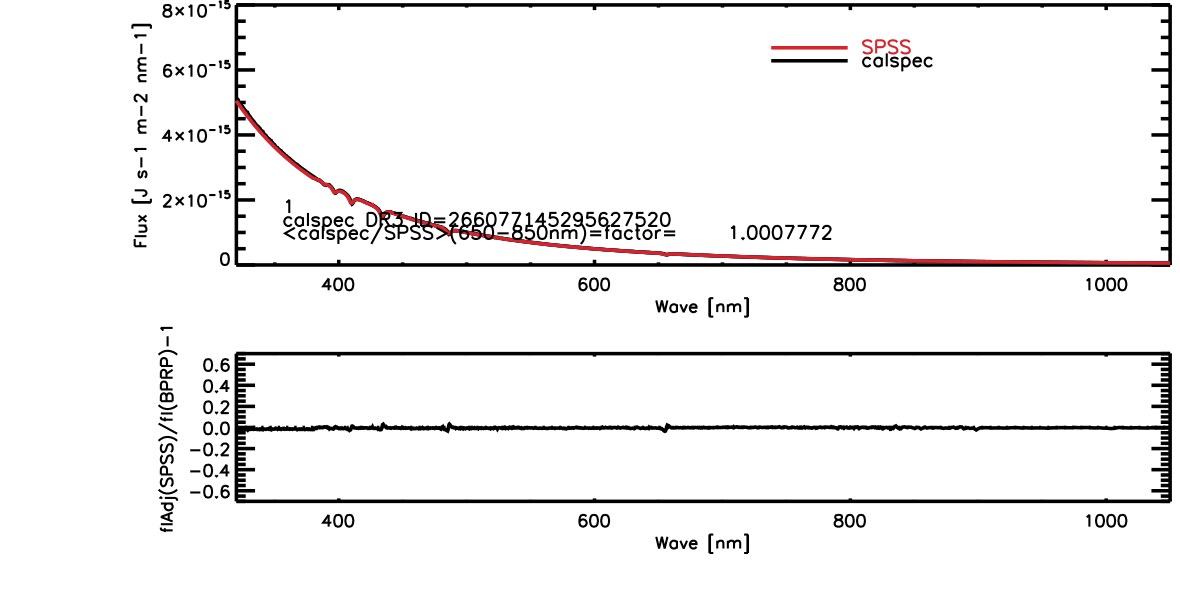 8×10−15
6×10−15
4×10−15
2×10−15
0
Flux [J s−1 m−2 nm−1]
SPSS
calspec
1
calspec DR3 ID=266077145295627520
<calspec/SPSS>(650−850nm)=factor= 1.0007772
400 600 800 1000
Wave [nm]
flAdj(SPSS)/fl(BPRP)−1
0.6
0.4
0.2
0.0
−0.2
−0.4
−0.6
400 600 800 1000
Wave [nm]